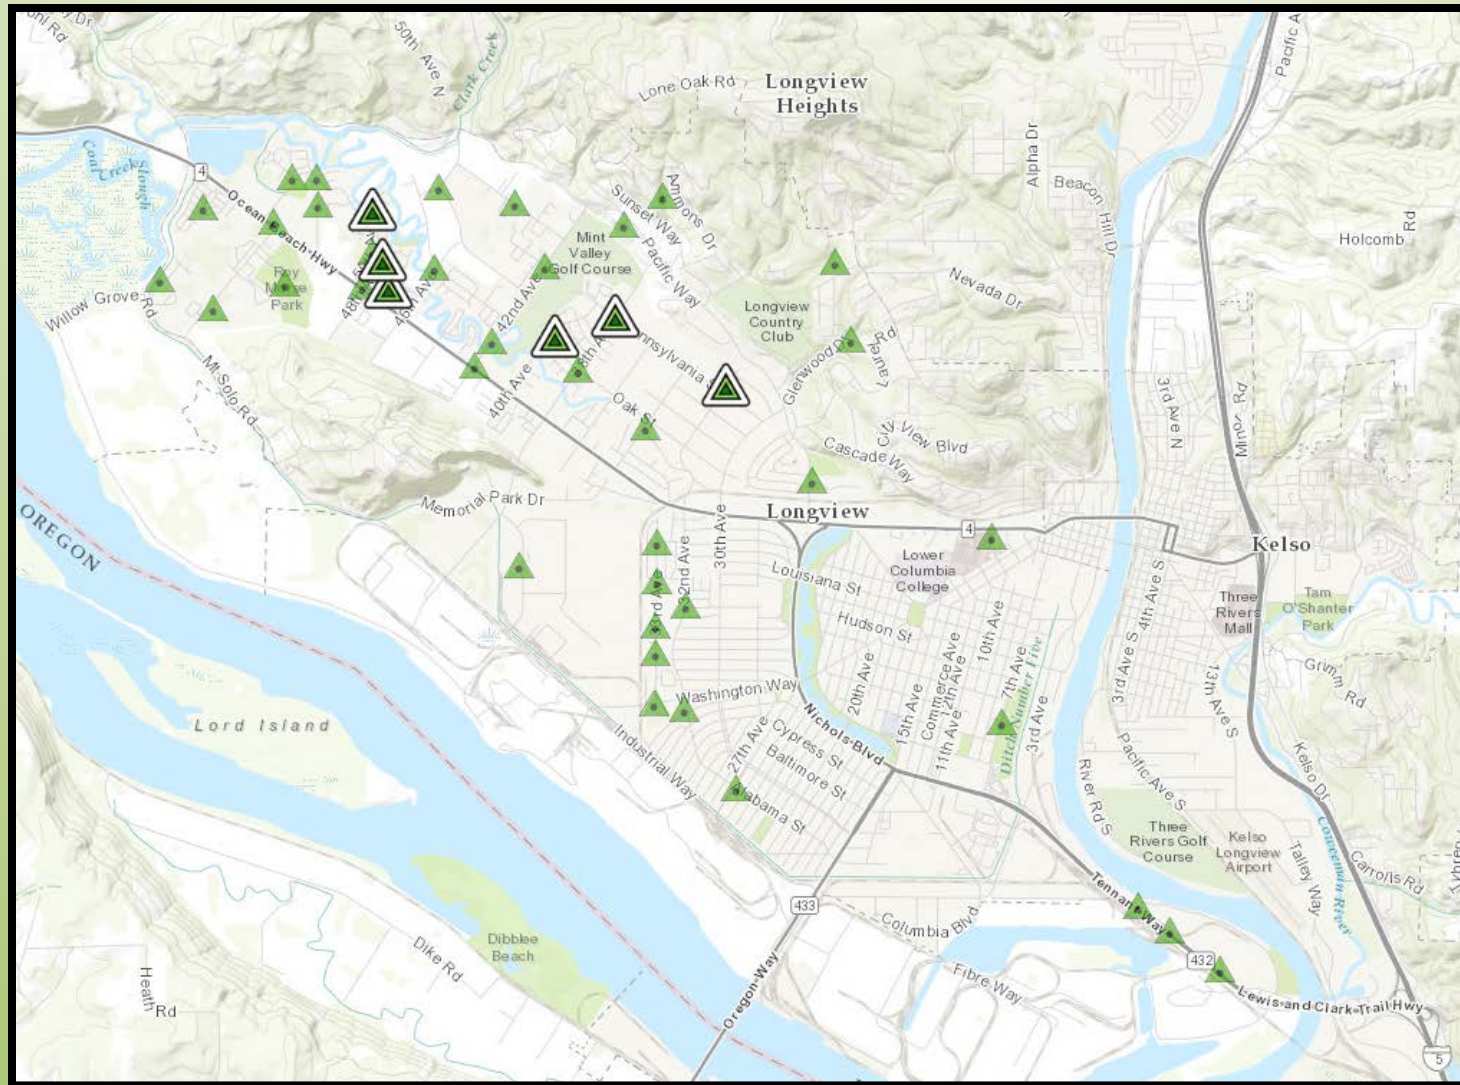 50th Ave N
Clark Creek
Lone Oak Rd
Longview
Heights
Pacific A
Coal Creek Slough
4
Ocean Beach Hwy
Alpha Dr
Beacon Hill Dr
Ammons Dr
Sunset Way
Pacific Way
Mint
Valley
Golf Course
Holcomb
Rd
Nevada Dr
Roy
Morse
Park
Willow Grove Rd
46th Ave
42nd Ave
Longview
Country
Club
Glenwood Dr
Laurel Rd
nnsylvania S
40th Ave
Mt Solo Rd
Oak St
City View Blvd
Cascade Way
3rd Ave N
Minor Rd
Memorial Park Dr
OREGON
Longview
4
Kelso
30th Ave
32nd Ave
Lower
Columbia
College
Louisiana St
Hudson St
10th Ave
7th Ave
Ditch Number Five
3rd Ave
4th Ave S
3rd Ave S
Three
Rivers
Mall
Tam
O'Shanter
Park
Grimm Rd
13th Ave S
Washington Way
Nichols Blvd
20th Ave
15th Ave
Commerce Ave
12th Ave
11th Ave
Lord Island
Industrial Way
27th Ave
Cypress St
Baltimore St
Alabama St
River Rd S
Pacific Ave S
Kelso Dr
Three
Rivers Golf
Course
Kelso
Longview
Airport
Talley Way
Coweeman River
Carrolls Rd
Tennant Way
433
Columbia Blvd
432
Dibblee
Beach
Dike Rd
Heath Rd
Oregon Way
Fibre Way
Lewis and Clark Trail Hwy
5